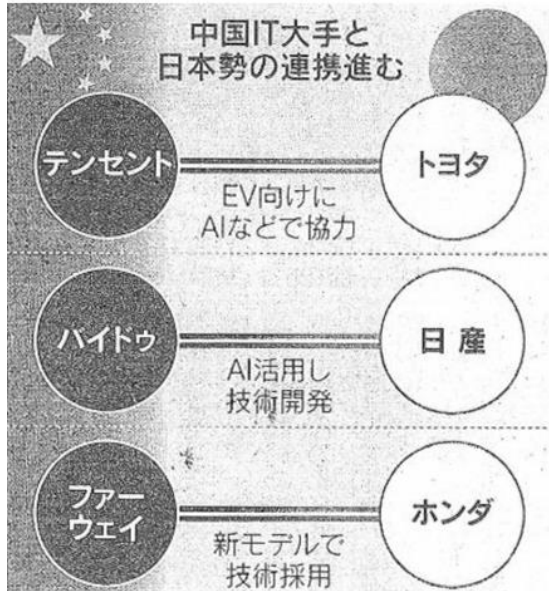 中国IT大手と
日本勢の連携進む
テンセント
トヨタ
EV向けに
AIなどで協力
バイドゥ
日産
AI活用し
技術開発
ファー
ウェイ
ホンダ
新モデルで
技術採用